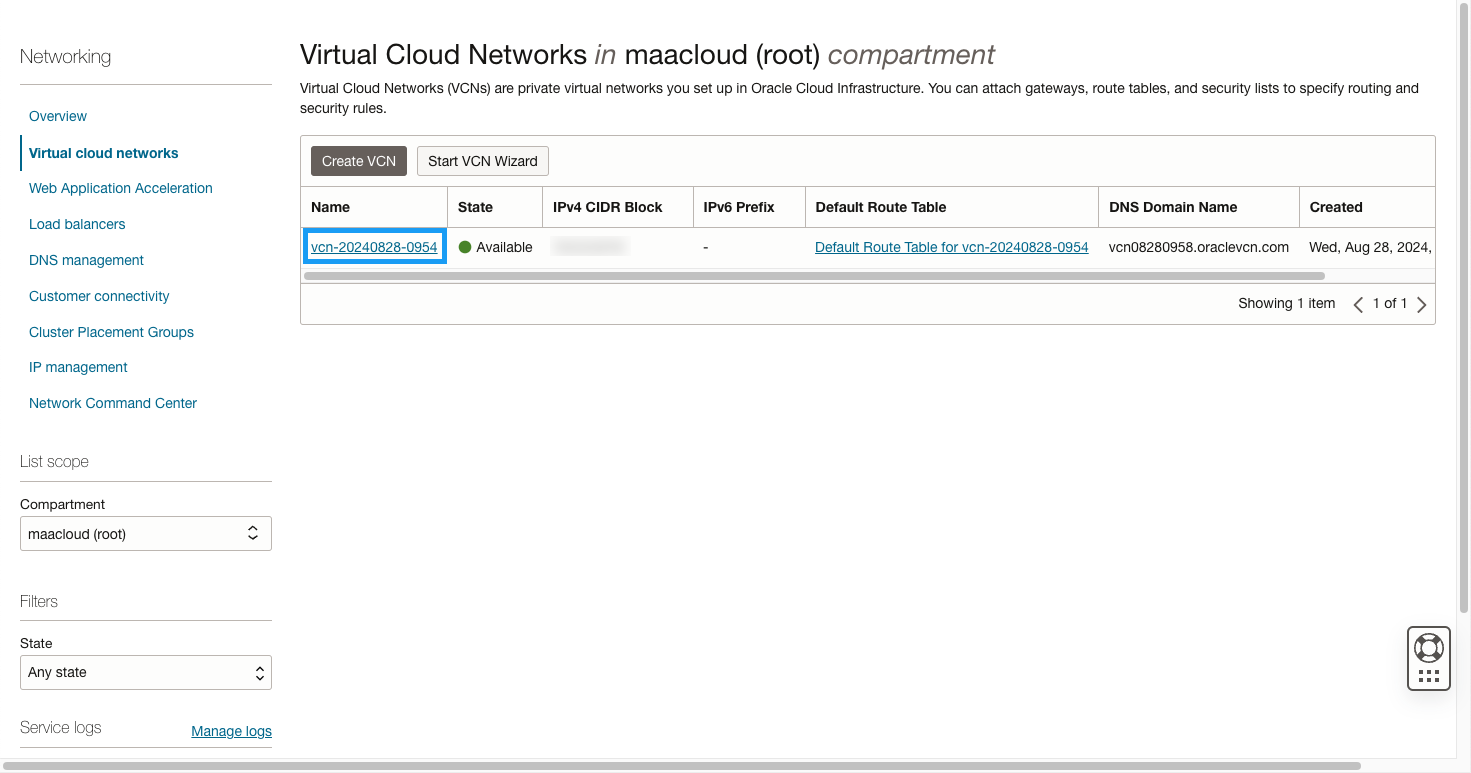 Networking
Overview
Virtual cloud networks
Web Application Acceleration
Load balancers
DNS management
Customer connectivity
Cluster Placement Groups
IP management
Network Command Center
List scope
Compartment
maacloud (root)
Filters
State
Any state
Service logs Manage logs
Virtual Cloud Networks in maacloud (root) compartment
Virtual Cloud Networks (VCNs) are private virtual networks you set up in Oracle Cloud Infrastructure. You can attach gateways, route tables, and security lists to specify routing and
security rules.
Create VCN Start VCN Wizard
Name State IPv4 CIDR Block IPv6 Prefix Default Route Table DNS Domain Name Created
vcn-20240828-0954 Available - Default Route Table for vcn-20240828-0954 vcn08280958.oraclevcn.com Wed, Aug 28, 2024,
Showing 1 item 1 of 1